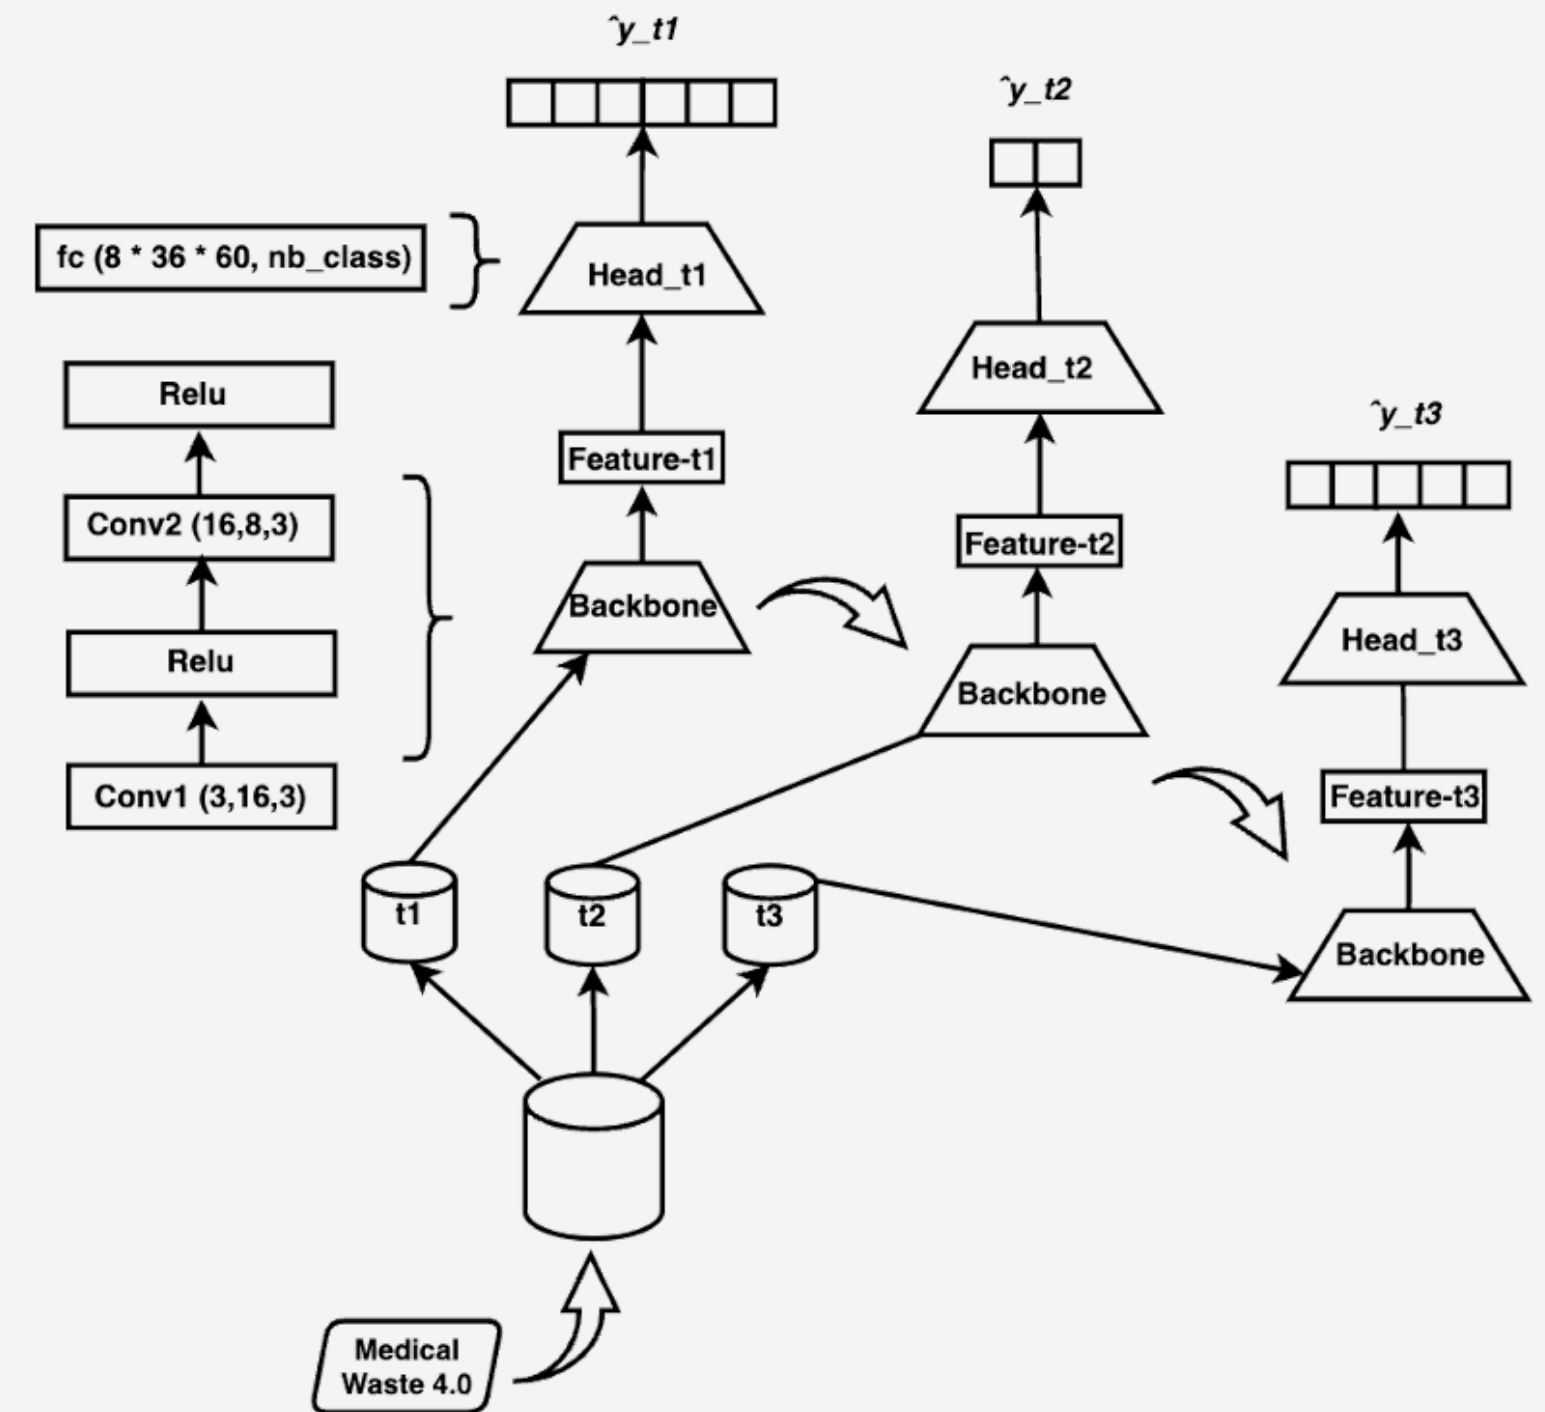 ˆy_t1
ˆy_t2
fc (8 * 36 * 60, nb_class)
Head_t1
Relu
Head_t2
ˆy_t3
Feature-t1
Conv2 (16,8,3)
Feature-t2
Backbone
Head_t3
Relu
Backbone
Conv1 (3,16,3)
Feature-t3
t1
t2
t3
Backbone
Medical
Waste 4.0